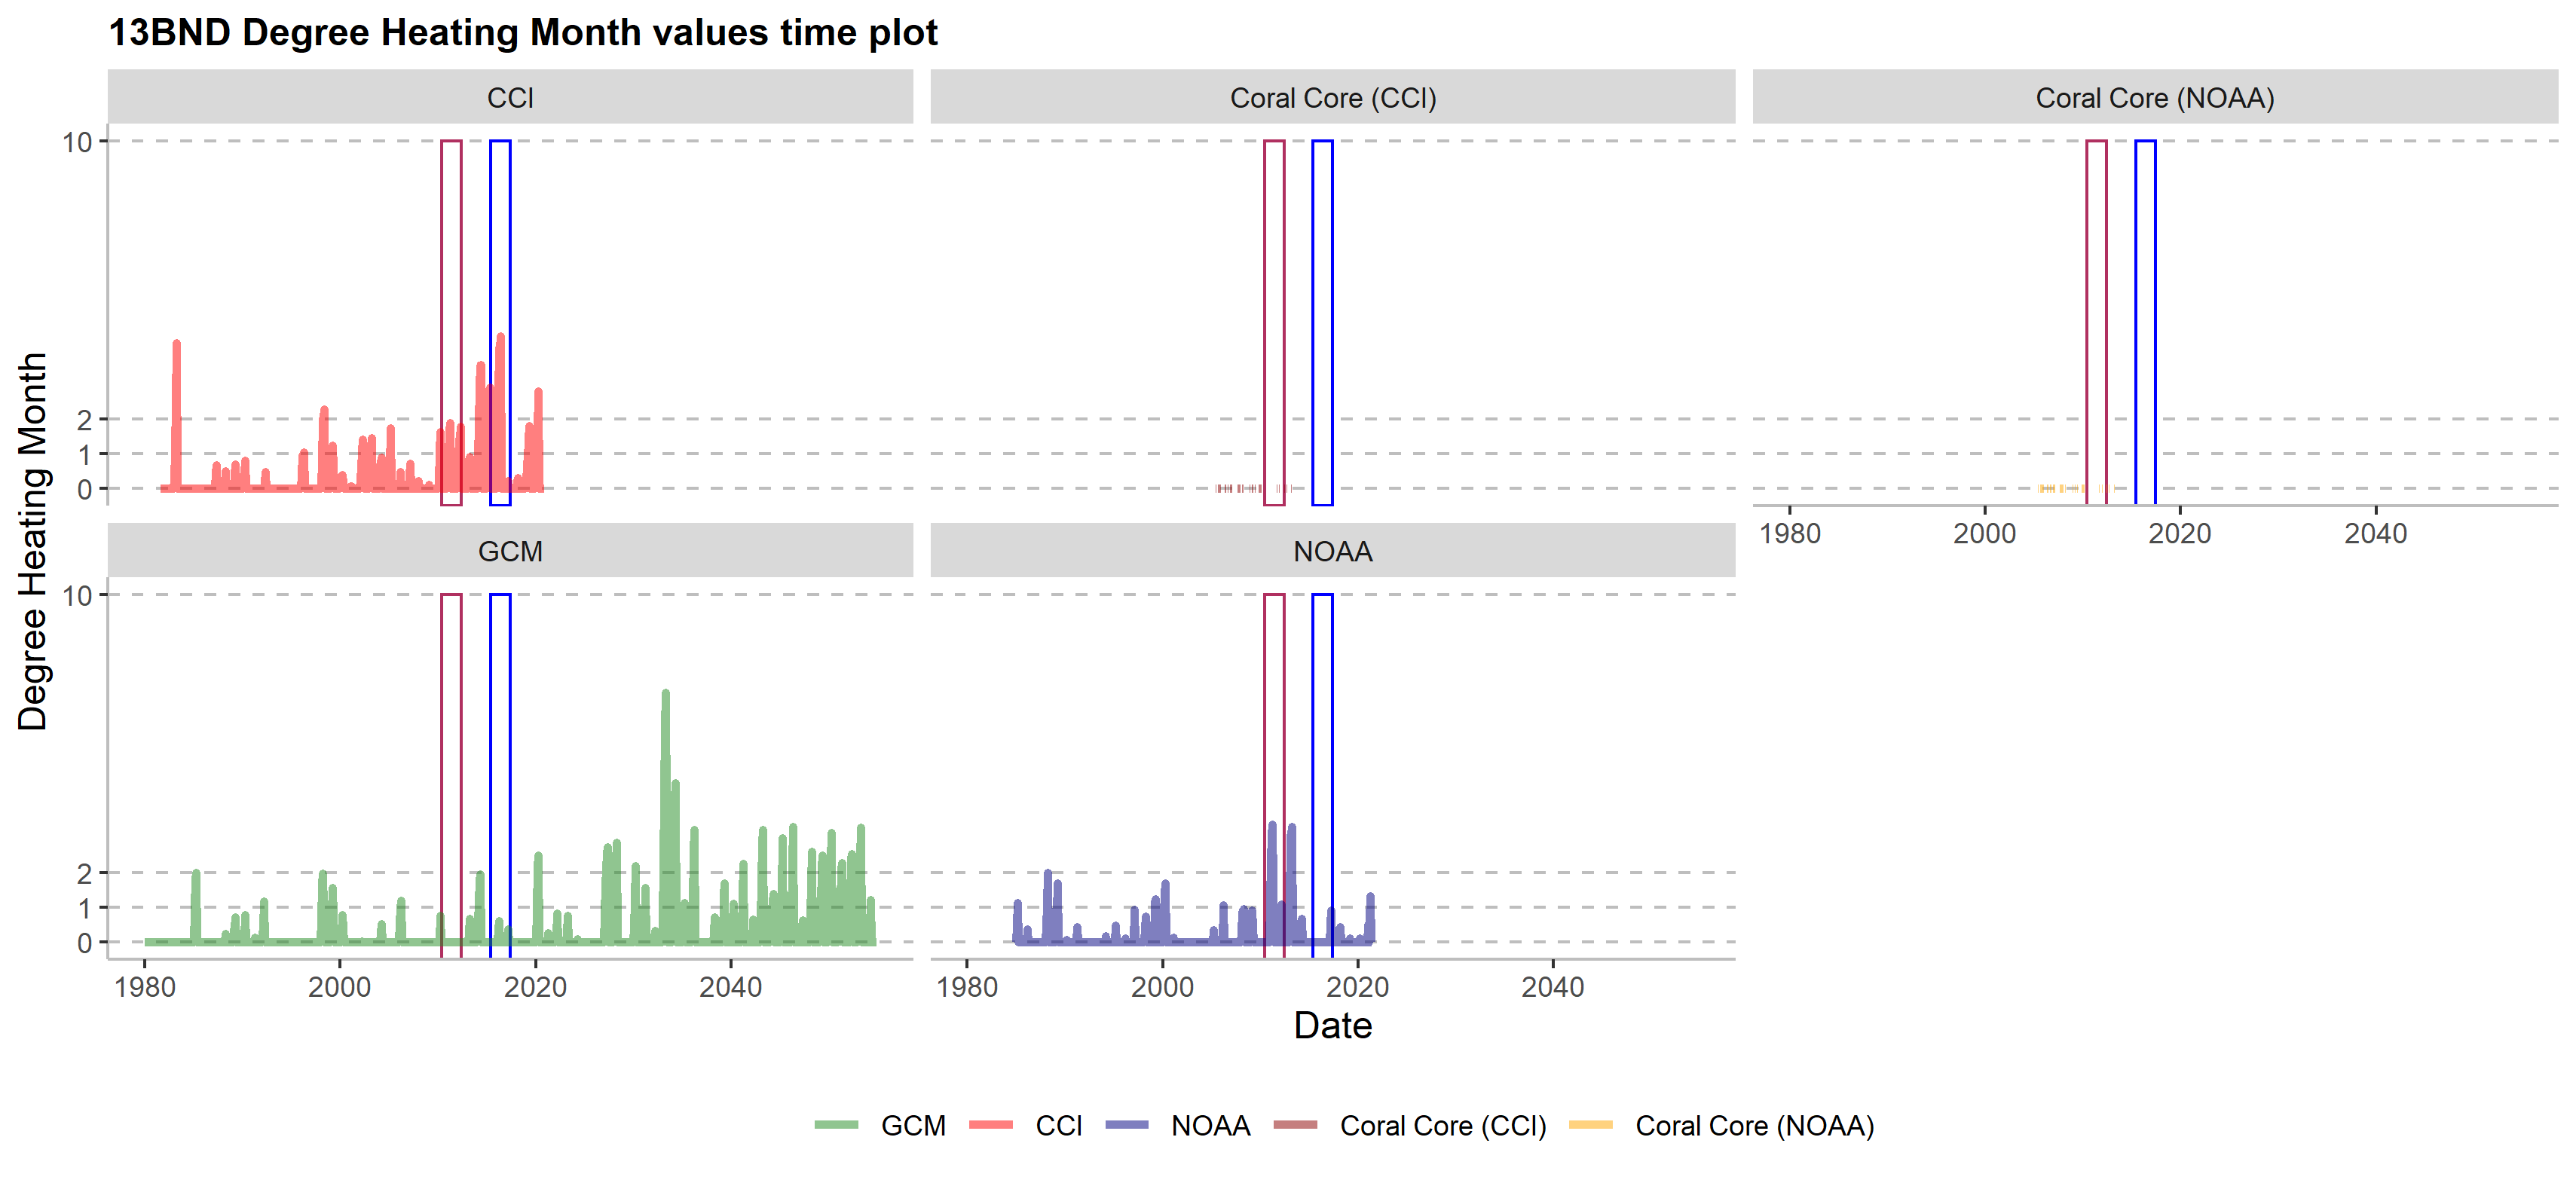 13BND Degree Heating Month values time plot
CCI
Coral Core (CCI)
Coral Core (NOAA)
10
2
1
0
1980 2000 2020 2040
GCM
NOAA
10
2
1
0
1980 2000 2020 2040
1980 2000 2020 2040
Degree Heating Month
Date
GCM CCI NOAA Coral Core (CCI) Coral Core (NOAA)